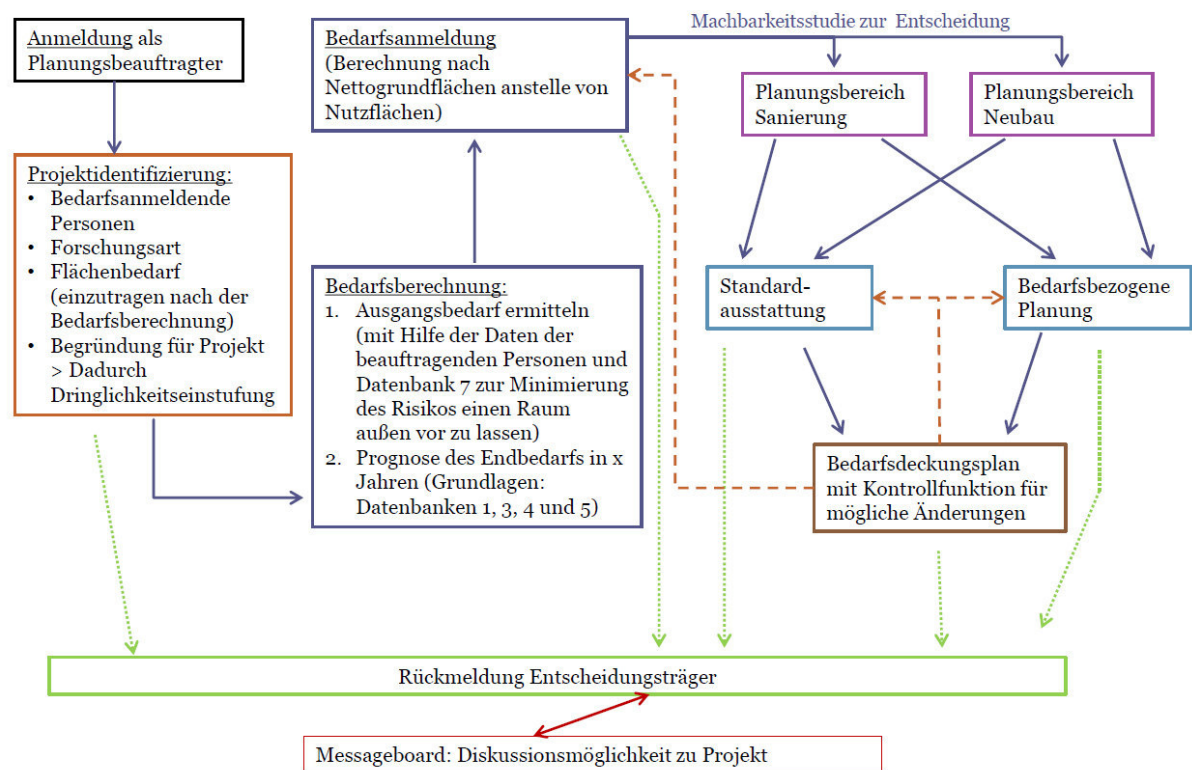 Anmeldung als
Planungsbeauftragter
Projektidentifizierung:
• Bedarfsanmeldende
Personen
• Forschungsart
• Flächenbedarf
(einzutragen nach der
Bedarfsberechnung)
• Begründung für Projekt
> Dadurch
Dringlichkeitseinstufung
Bedarfsanmeldung
(Berechnung nach
Nettogrundflächen anstelle von
Nutzflächen)
Bedarfsberechnung:
1. Ausgangsbedarf ermitteln
(mit Hilfe der Daten der
beauftragenden Personen und
Datenbank 7 zur Minimierung
des Risikos einen Raum
außen vor zu lassen)
2. Prognose des Endbedarfs in x
Jahren (Grundlagen:
Datenbanken 1, 3, 4 und 5)
Machbarkeitsstudie zur Entscheidung
Planungsbereich
Sanierung
Planungsbereich
Neubau
Standard-
ausstattung
Bedarfsbezogene
Planung
Bedarfsdeckungsplan
mit Kontrollfunktion für
mögliche Änderungen
Rückmeldung Entscheidungsträger
Messageboard: Diskussionsmöglichkeit zu Projekt